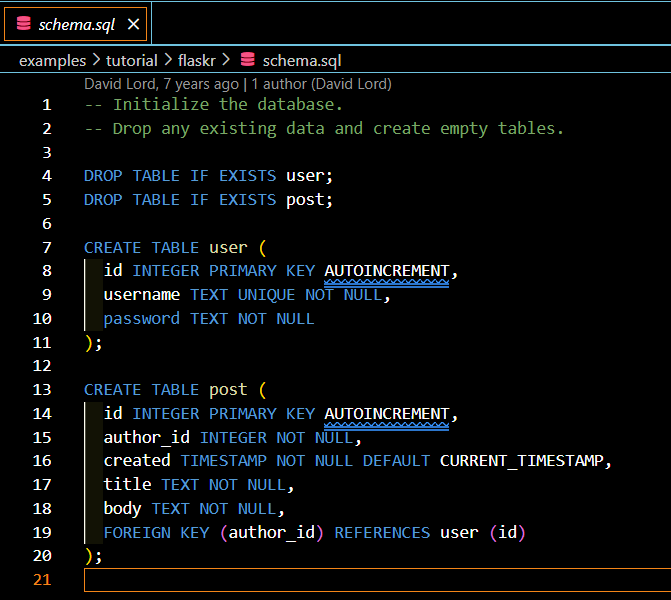 schema.sql
examples > tutorial > flaskr > schema.sql
David Lord, 7 years ago | 1 author (David Lord)
1 -- Initialize the database.
2 -- Drop any existing data and create empty tables.
3
4 DROP TABLE IF EXISTS user;
5 DROP TABLE IF EXISTS post;
6
7 CREATE TABLE user (
8   id INTEGER PRIMARY KEY AUTOINCREMENT,
9   username TEXT UNIQUE NOT NULL,
10   password TEXT NOT NULL
11 );
12
13 CREATE TABLE post (
14   id INTEGER PRIMARY KEY AUTOINCREMENT,
15   author_id INTEGER NOT NULL,
16   created TIMESTAMP NOT NULL DEFAULT CURRENT_TIMESTAMP,
17   title TEXT NOT NULL,
18   body TEXT NOT NULL,
19   FOREIGN KEY (author_id) REFERENCES user (id)
20 );
21